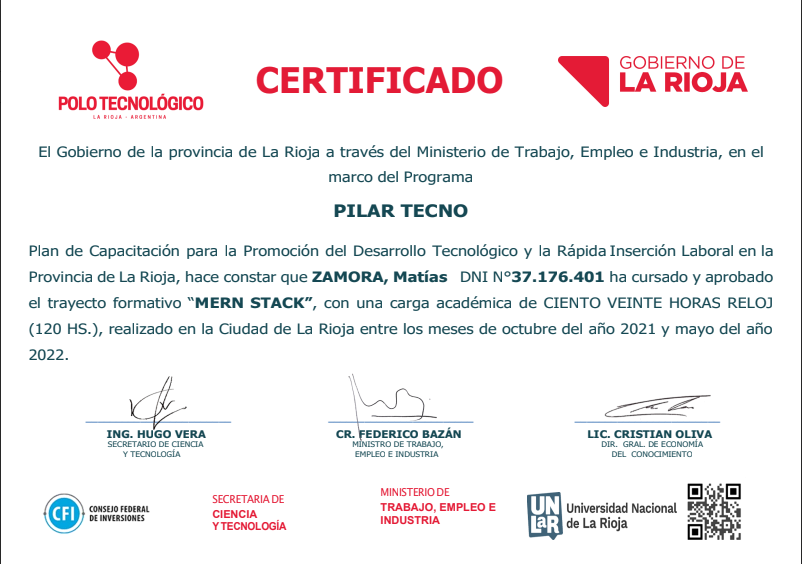 POLO TECNOLÓGICO
LA RIOJA - ARGENTINA
CERTIFICADO
GOBIERNO DE
LA RIOJA
El Gobierno de la provincia de La Rioja a través del Ministerio de Trabajo, Empleo e Industria, en el
marco del Programa
PILAR TECNO
Plan de Capacitación para la Promoción del Desarrollo Tecnológico y la Rápida Inserción Laboral en la
Provincia de La Rioja, hace constar que ZAMORA, Matías DNI N°37.176.401 ha cursado y aprobado
el trayecto formativo “MERN STACK”, con una carga académica de CIENTO VEINTE HORAS RELOJ
(120 HS.), realizado en la Ciudad de La Rioja entre los meses de octubre del año 2021 y mayo del año
2022.
ING. HUGO VERA
SECRETARIO DE CIENCIA
Y TECNOLOGÍA
CR. FEDERICO BAZÁN
MINISTRO DE TRABAJO,
EMPLEO E INDUSTRIA
LIC. CRISTIAN OLIVA
DIR. GRAL. DE ECONOMÍA
DEL CONOCIMIENTO
CFI
CONSEJO FEDERAL
DE INVERSIONES
SECRETARIA DE
CIENCIA
Y TECNOLOGÍA
MINISTERIO DE
TRABAJO, EMPLEO E
INDUSTRIA
UN
LaR
Universidad Nacional
de La Rioja